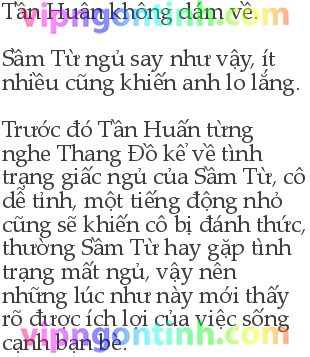 Tần Huấn không dám về.
Sầm Từ ngủ say như vậy, ít
nhiều cũng khiến anh lo lắng.
Trước đó Tần Huấn từng
nghe Thang Đồ kể về tình
trạng giấc ngủ của Sầm Từ, cô
dễ tỉnh, một tiếng động nhỏ
cũng sẽ khiến cô bị đánh thức,
thường Sầm Từ hay gặp tình
trạng mất ngủ, vậy nên
những lúc như này mới thấy
rõ được ích lợi của việc sống
cạnh bạn bè.
vipngontinh.com
vipngontinh.com